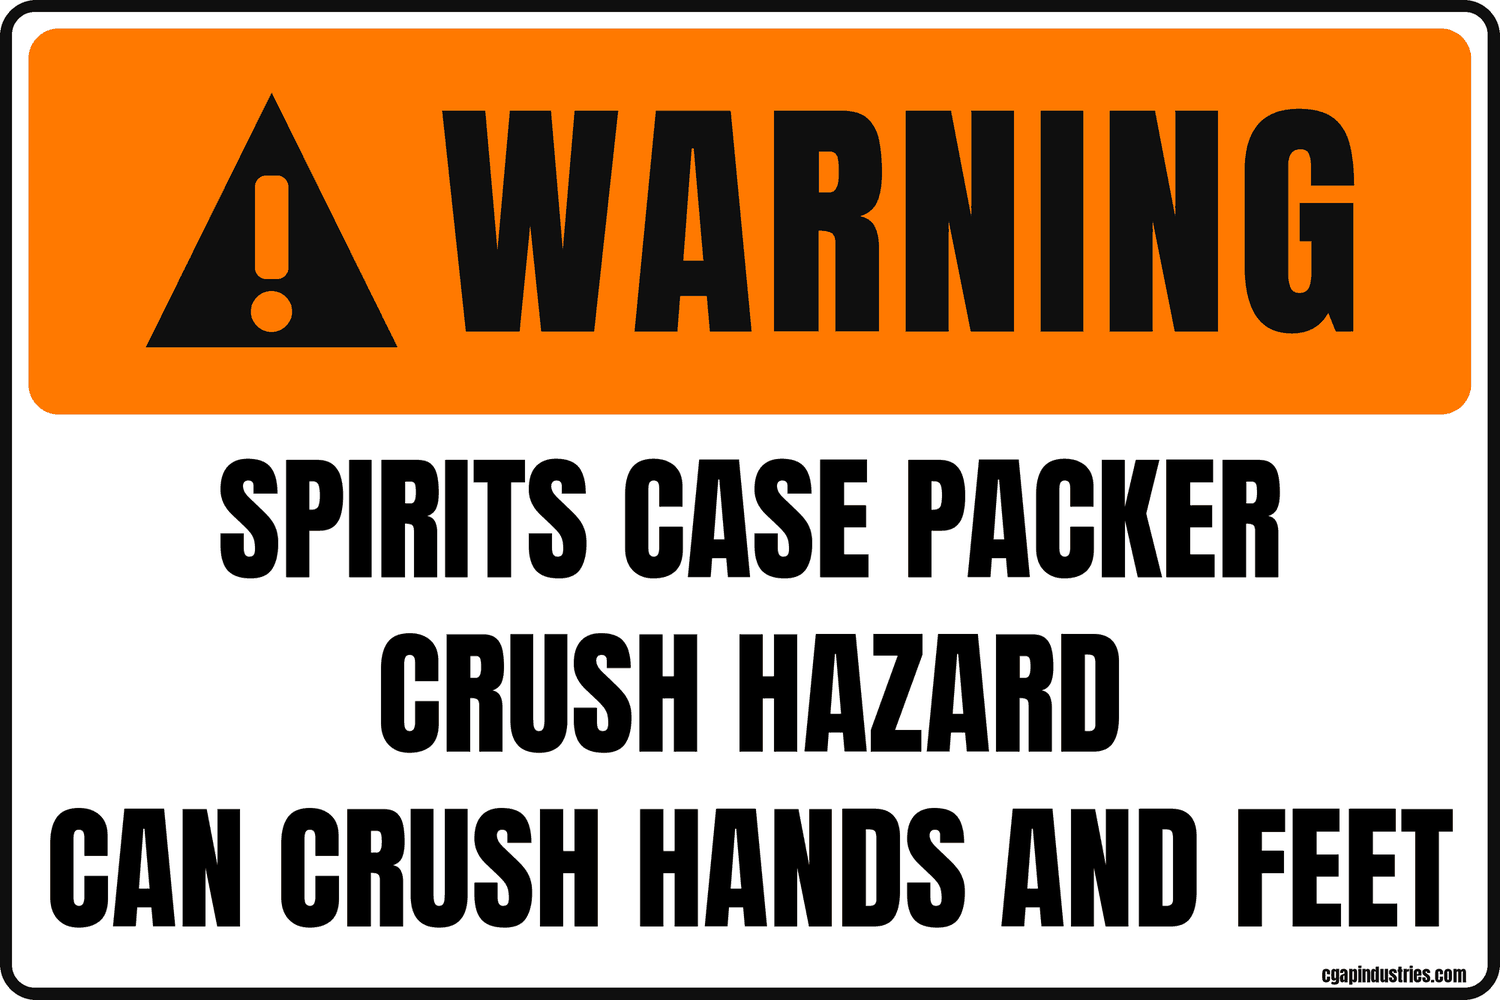 WARNING
SPIRITS CASE PACKER
CRUSH HAZARD
CAN CRUSH HANDS AND FEET
cgapindustries.com